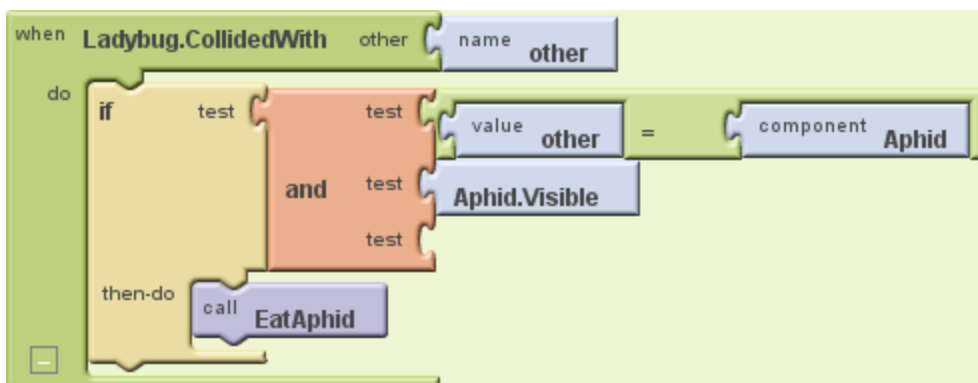 when Ladybug.CollidedWith other name other
do if test test value other = component Aphid
and test Aphid.Visible
test
then-do call EatAphid